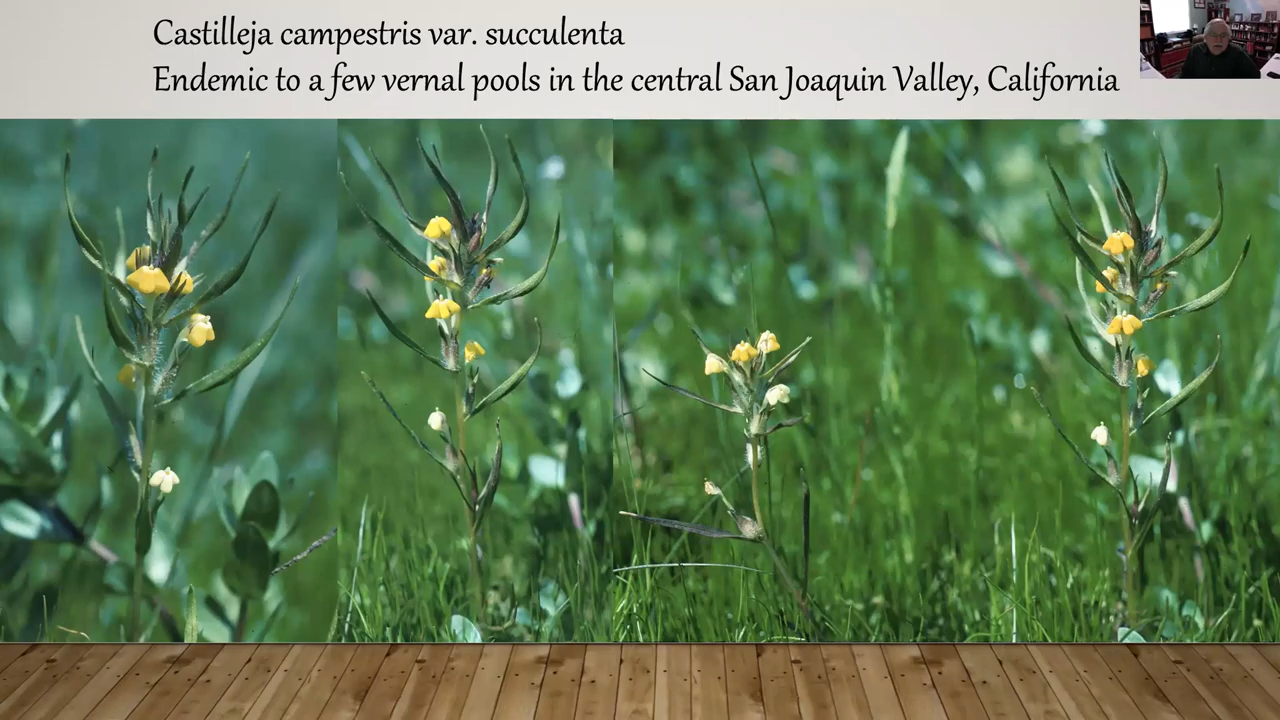 Castilleja campestris var. succulenta
Endemic to a few vernal pools in the central San Joaquin Valley, California